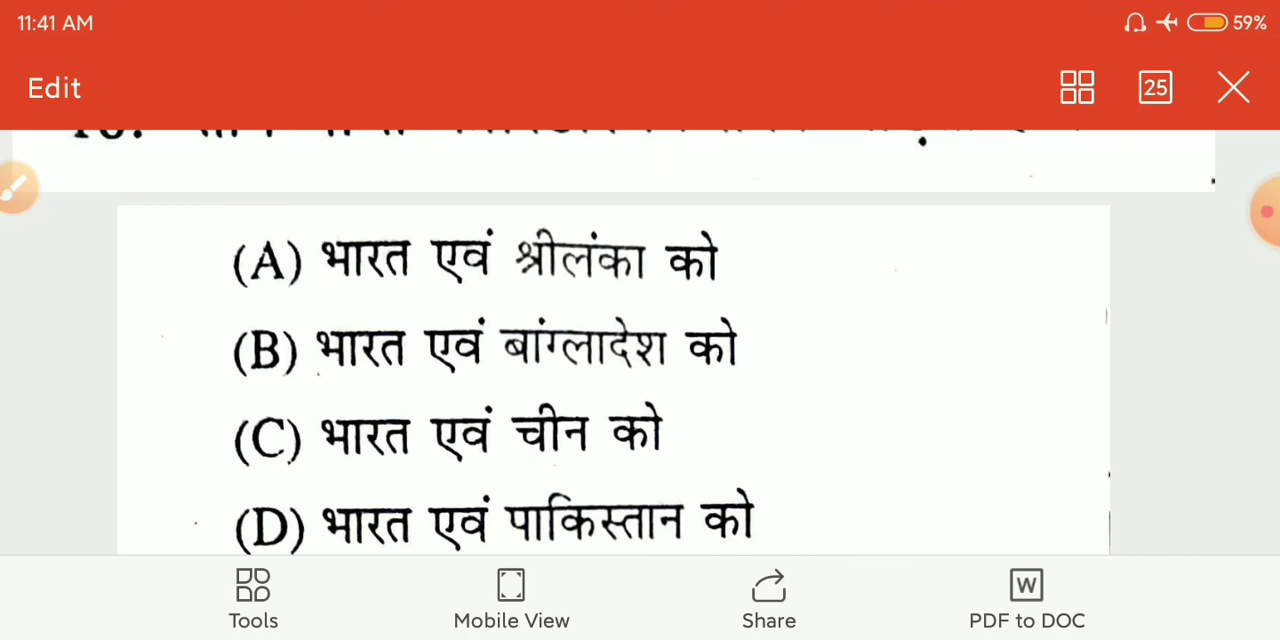 11:41 AM
59%
Edit
25
(A) भारत एवं श्रीलंका को
(B) भारत एवं बांग्लादेश को
(C) भारत एवं चीन को
(D) भारत एवं पाकिस्तान को
Tools
Mobile View
Share
W
PDF to DOC